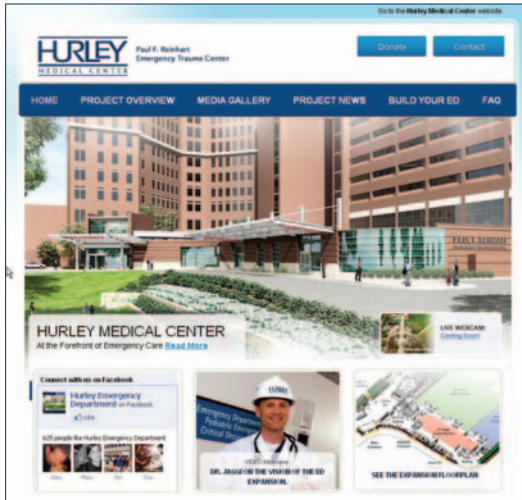 Go to the Hurley Medical Center website
HURLEY
MEDICAL CENTER
Paul F. Reinhart
Emergency Trauma Center
Donate
Contact
HOME
PROJECT OVERVIEW
MEDIA GALLERY
PROJECT NEWS
BUILD YOUR ED
FAQ
HURLEY MEDICAL CENTER
At the Forefront of Emergency Care Read More
LIVE WEBCAM:
Coming Soon!
Connect with us on Facebook
Hurley Emergency
Department on Facebook
Like
625 people like Hurley Emergency Department
HURLEY
Emergency Department
Pediatric Emergency
Critical
VIDEO
DR. JAGGI ON THE VISION OF THE ED
EXPANSION.
SEE THE EXPANSION FLOORPLAN